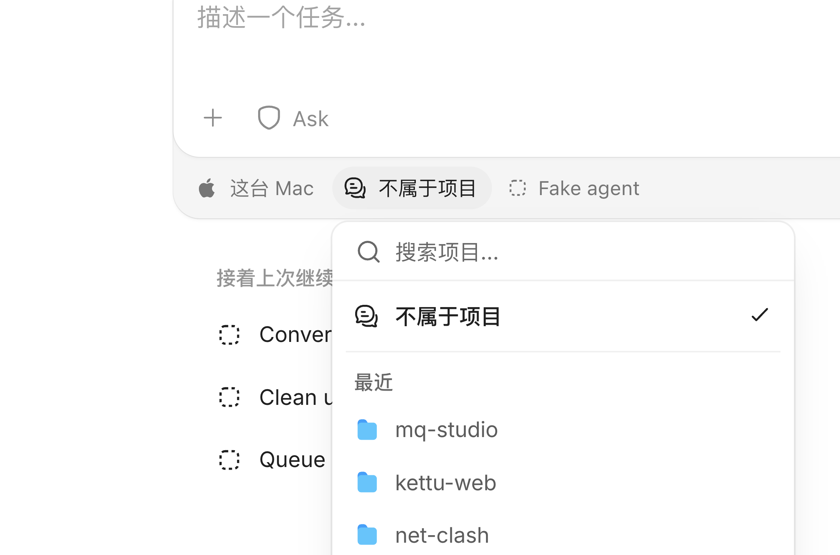 描述一个任务...
Ask
这台 Mac
不属于项目
Fake agent
搜索项目...
接着上次继续
不属于项目
Conver
最近
Clean u
mq-studio
Queue
kettu-web
net-clash